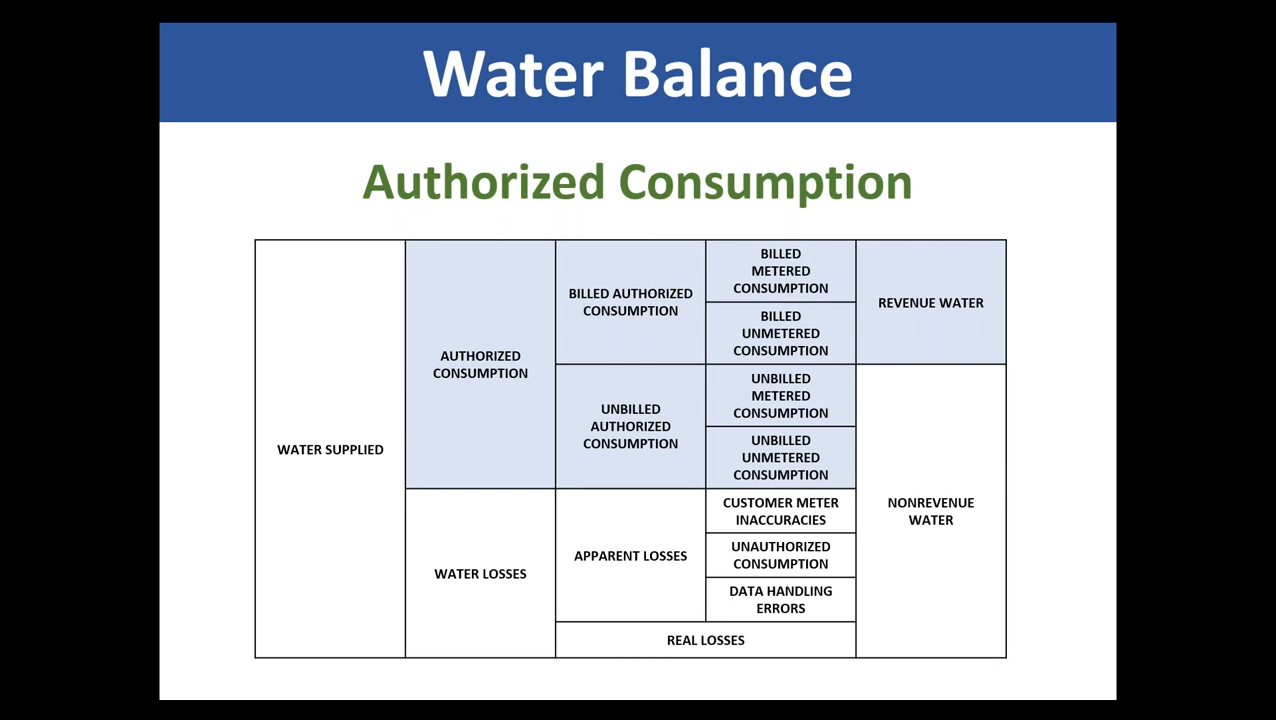 Water Balance
Authorized Consumption
WATER SUPPLIED
AUTHORIZED
CONSUMPTION
BILLED AUTHORIZED
CONSUMPTION
BILLED
METERED
CONSUMPTION
BILLED
UNMETERED
CONSUMPTION
REVENUE WATER
UNBILLED
AUTHORIZED
CONSUMPTION
UNBILLED
METERED
CONSUMPTION
UNBILLED
UNMETERED
CONSUMPTION
NONREVENUE
WATER
WATER LOSSES
APPARENT LOSSES
CUSTOMER METER
INACCURACIES
UNAUTHORIZED
CONSUMPTION
DATA HANDLING
ERRORS
REAL LOSSES